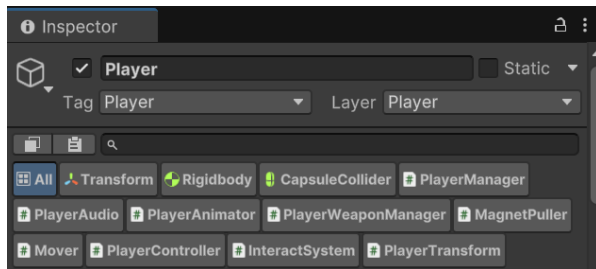 Inspector
Player Static
Tag Player Layer Player
All Transform Rigidbody CapsuleCollider # PlayerManager
# PlayerAudio # PlayerAnimator # PlayerWeaponManager # MagnetPuller
# Mover # PlayerController # InteractSystem # PlayerTransform